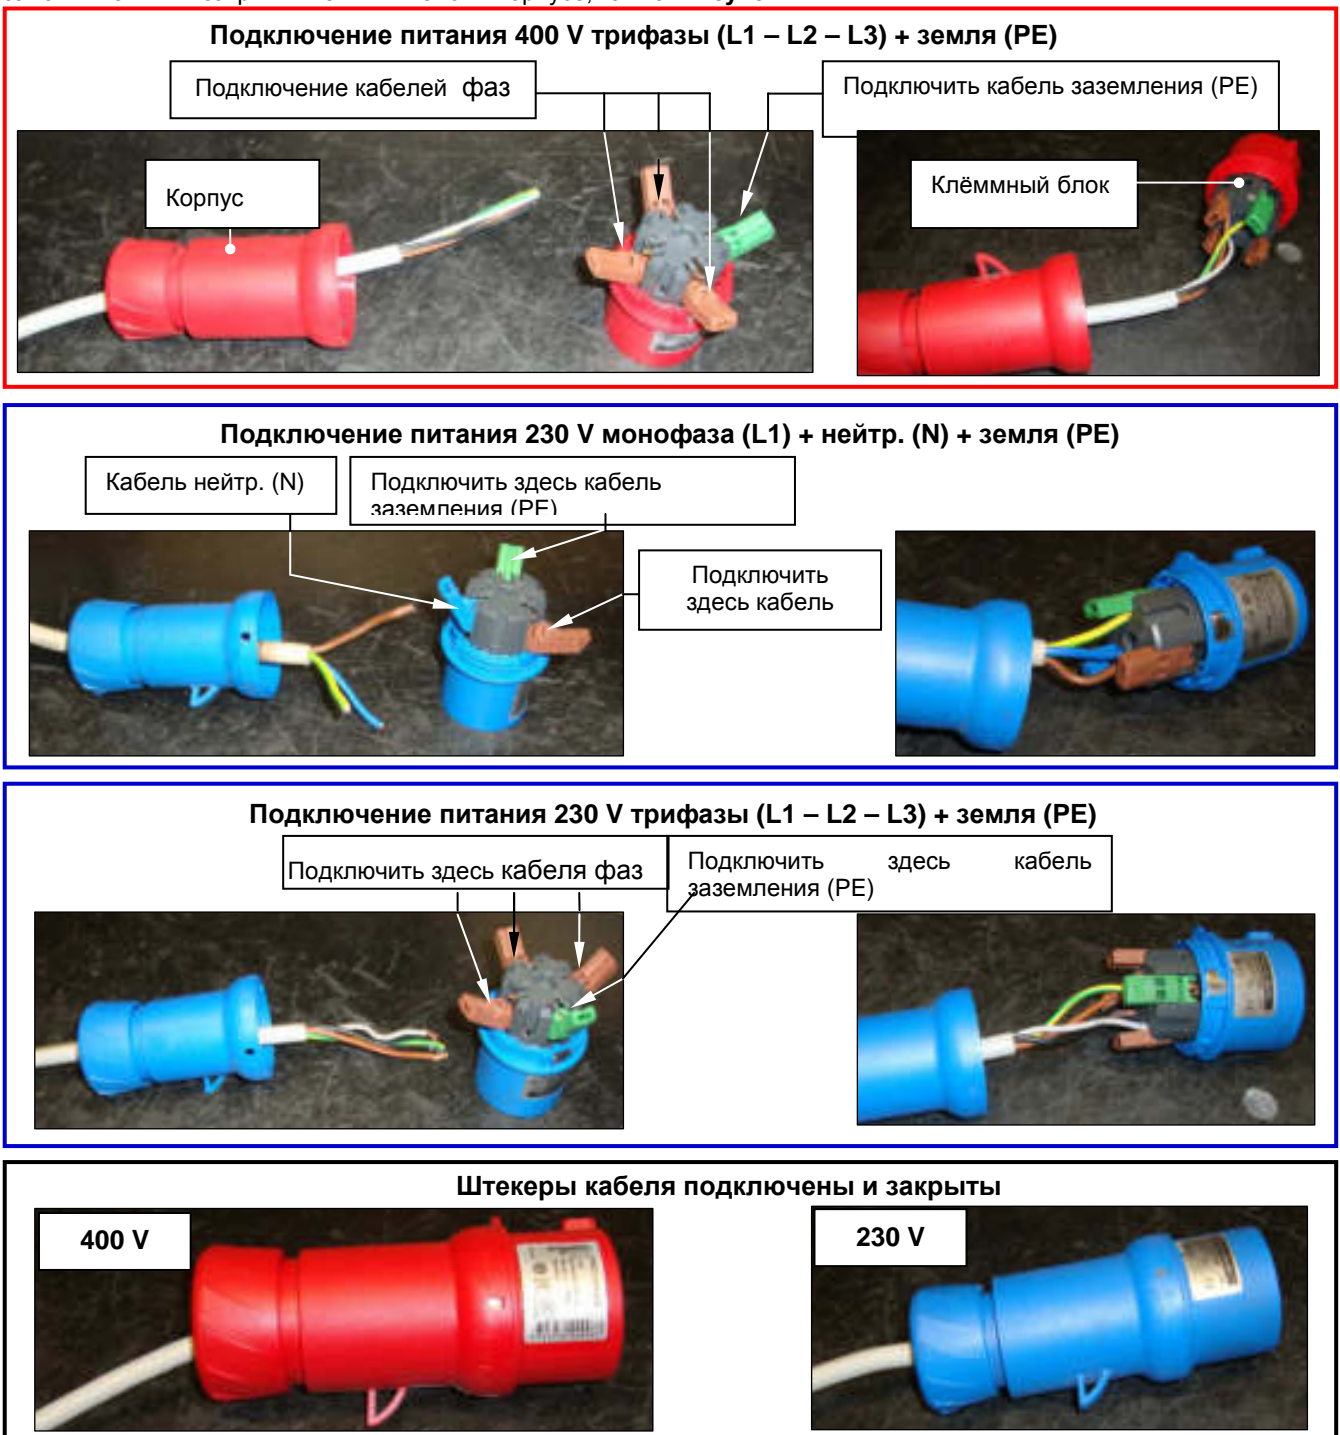 Подключение питания 400 V трифазы (L1 – L2 – L3) + земля (PE)
Подключение кабелей фаз
Подключить кабель заземления (PE)
Корпус
Клёммный блок
Подключение питания 230 V монофаза (L1) + нейтр. (N) + земля (PE)
Кабель нейтр. (N)
Подключить здесь кабель
заземления (PE)
Подключить
здесь кабель
Подключение питания 230 V трифазы (L1 – L2 – L3) + земля (PE)
Подключить здесь кабеля фаз
Подключить здесь кабель
заземления (PE)
Штекеры кабеля подключены и закрыты
400 V
230 V